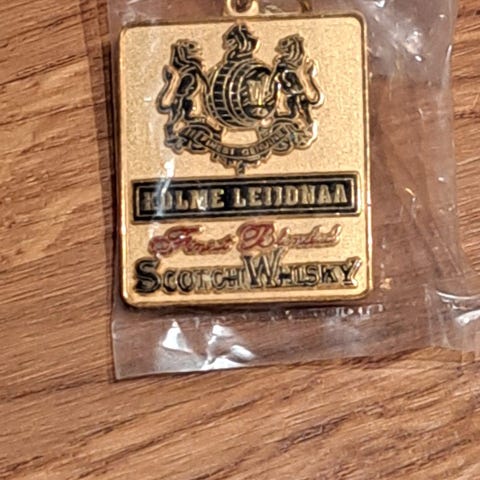 KOLME LEIJONAA
Finest Blended
SCOTCH WHISKY